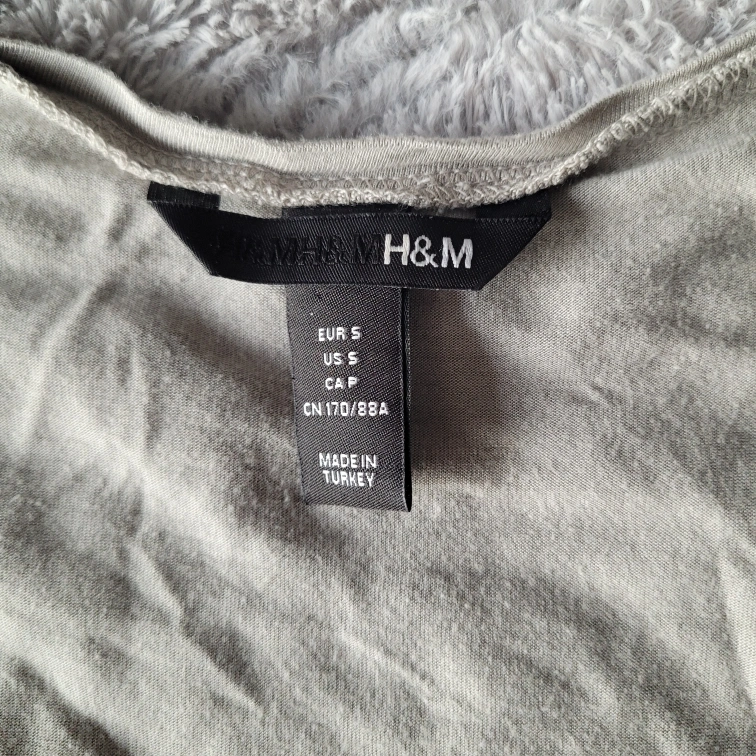 H&M H&M H&M
EUR S
US S
CA P
CN 170/88A
MADE IN
TURKEY